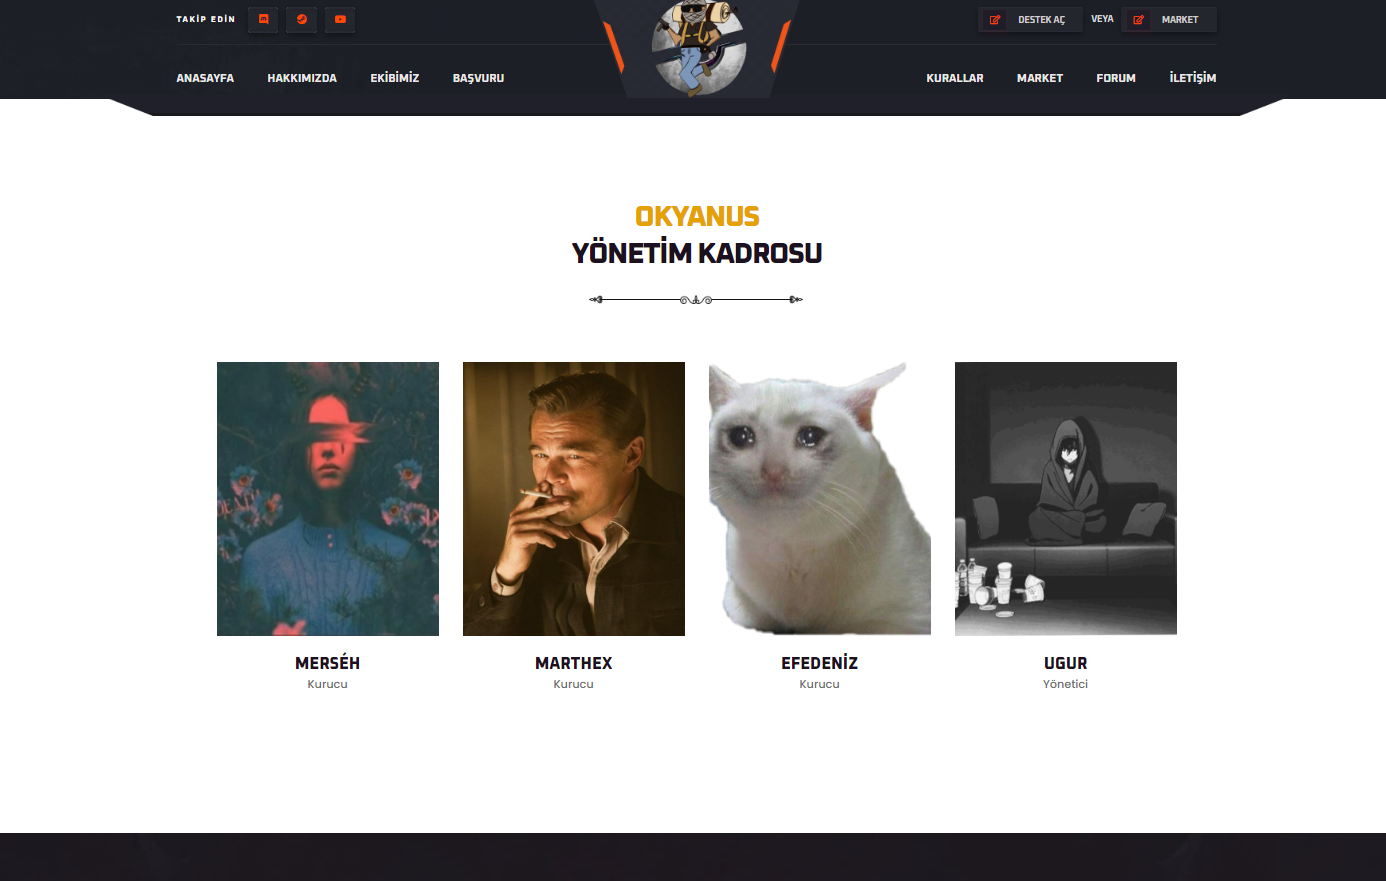 TAKİP EDİN
DESTEK AÇ
VEYA
MARKET
ANASAYFA
HAKKIMIZDA
EKİBİMİZ
BAŞVURU
KURALLAR
MARKET
FORUM
İLETİŞİM
OKYANUS
YÖNETİM KADROSU
MERSÉH
Kurucu
MARTHEX
Kurucu
EFEDENİZ
Kurucu
UGUR
Yönetici